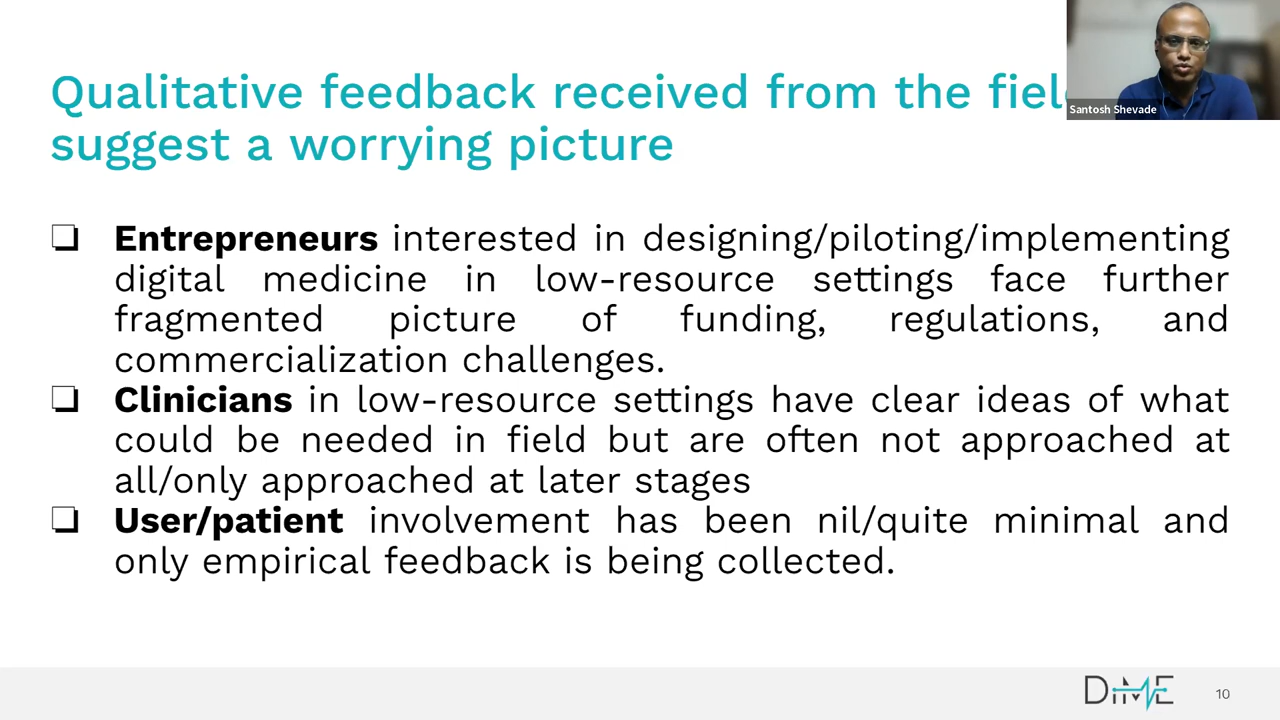 Qualitative feedback received from the fiel
suggest a worrying picture
Santosh Shevade
❏ Entrepreneurs interested in designing/piloting/implementing
digital medicine in low-resource settings face further
fragmented picture of funding, regulations, and
commercialization challenges.
❏ Clinicians in low-resource settings have clear ideas of what
could be needed in field but are often not approached at
all/only approached at later stages
❏ User/patient involvement has been nil/quite minimal and
only empirical feedback is being collected.
DiME
10